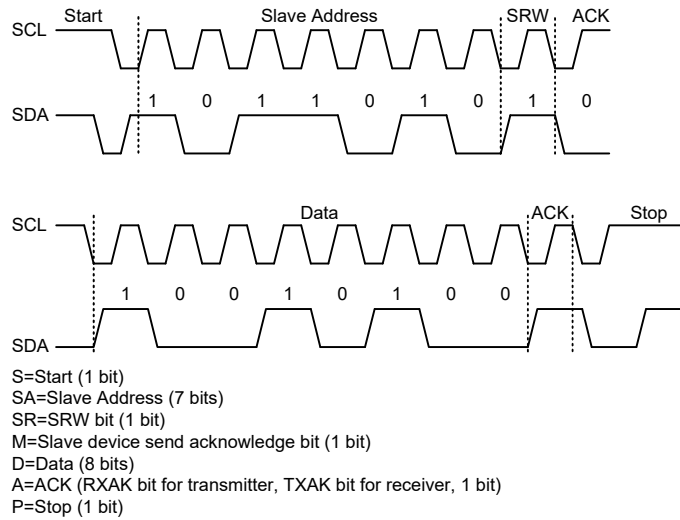 Start Slave Address SRW ACK
SCL
1 0 1 1 0 1 0 1 0
SDA
Data ACK Stop
SCL
1 0 0 1 0 1 0 0
SDA
S=Start (1 bit)
SA=Slave Address (7 bits)
SR=SRW bit (1 bit)
M=Slave device send acknowledge bit (1 bit)
D=Data (8 bits)
A=ACK (RXAK bit for transmitter, TXAK bit for receiver, 1 bit)
P=Stop (1 bit)